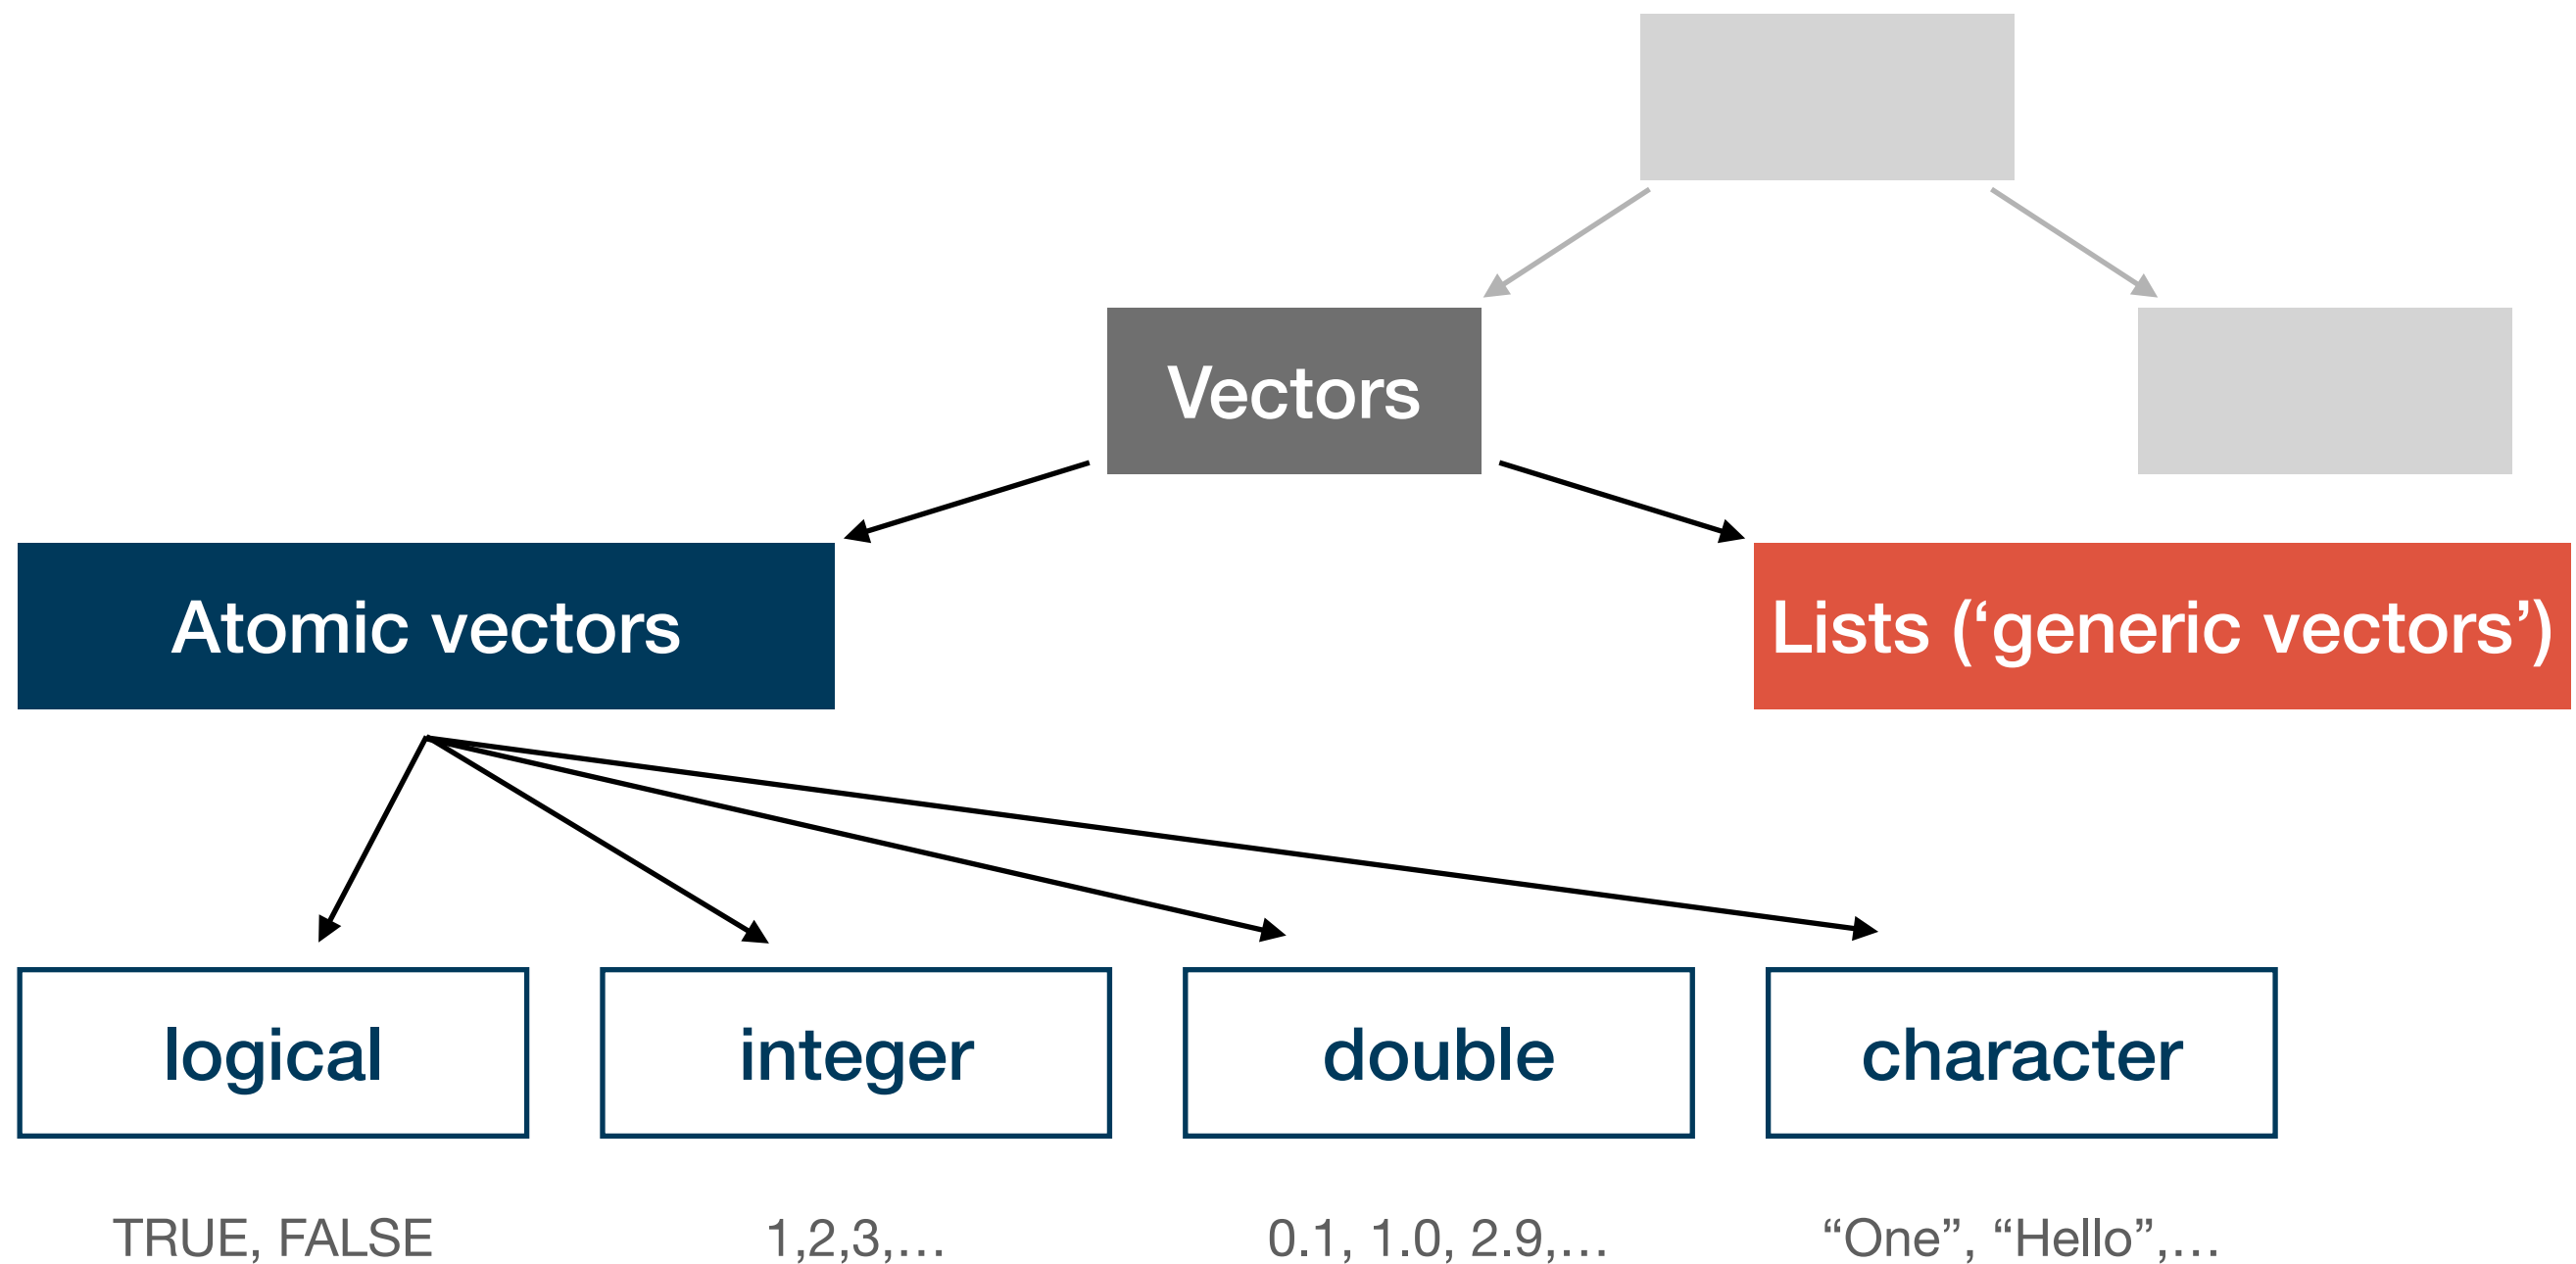 Vectors
Atomic vectors
Lists (‘generic vectors’)
logical
integer
double
character
TRUE, FALSE
1,2,3,…
0.1, 1.0, 2.9,…
“One”, “Hello”,…